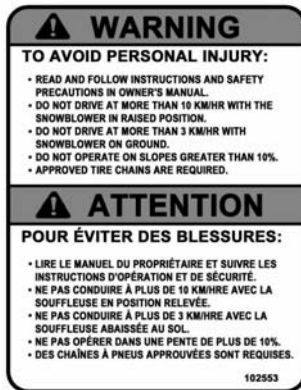 WARNING
TO AVOID PERSONAL INJURY:
• READ AND FOLLOW INSTRUCTIONS AND SAFETY
PRECAUTIONS IN OWNER'S MANUAL.
• DO NOT DRIVE AT MORE THAN 10 KM/HR WITH THE
SNOWBLOWER IN RAISED POSITION.
• DO NOT DRIVE AT MORE THAN 3 KM/HR WITH
SNOWBLOWER ON GROUND.
• DO NOT OPERATE ON SLOPES GREATER THAN 10%.
• APPROVED TIRE CHAINS ARE REQUIRED.
ATTENTION
POUR ÉVITER DES BLESSURES:
• LIRE LE MANUEL DU PROPRIÉTAIRE ET SUIVRE LES
INSTRUCTIONS D'OPÉRATION ET DE SÉCURITÉ.
• NE PAS CONDUIRE À PLUS DE 10 KM/HRE AVEC LA
SOUFFLEUSE EN POSITION RELEVÉE.
• NE PAS CONDUIRE À PLUS DE 3 KM/HRE AVEC LA
SOUFFLEUSE ABAISSÉE AU SOL.
• NE PAS OPÉRER DANS UNE PENTE DE PLUS DE 10%.
• DES CHAÎNES À PNEUS APPROUVÉES SONT REQUISES.
102553